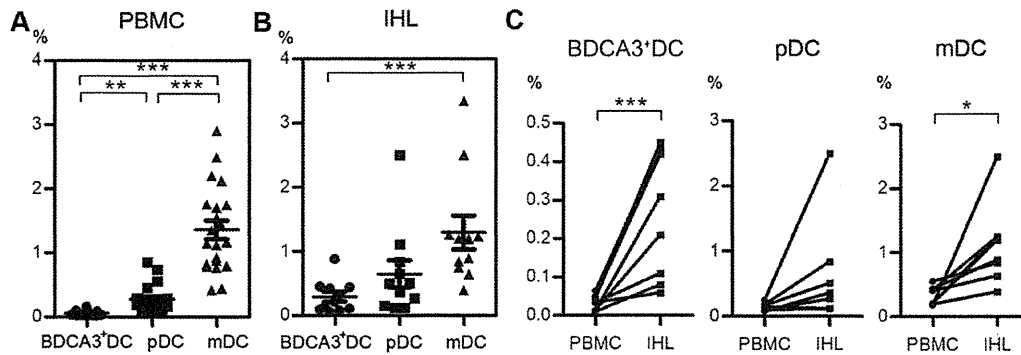 A
PBMC
%
4
3
2
1
0
***
** ***
BDCA3+DC pDC mDC
B
IHL
%
4
3
2
1
0
***
BDCA3+DC pDC mDC
C
BDCA3+DC
%
0.5
0.4
0.3
0.2
0.1
0.0
***
PBMC IHL
pDC
%
3
2
1
0
PBMC IHL
mDC
%
3
2
1
0
*
PBMC IHL